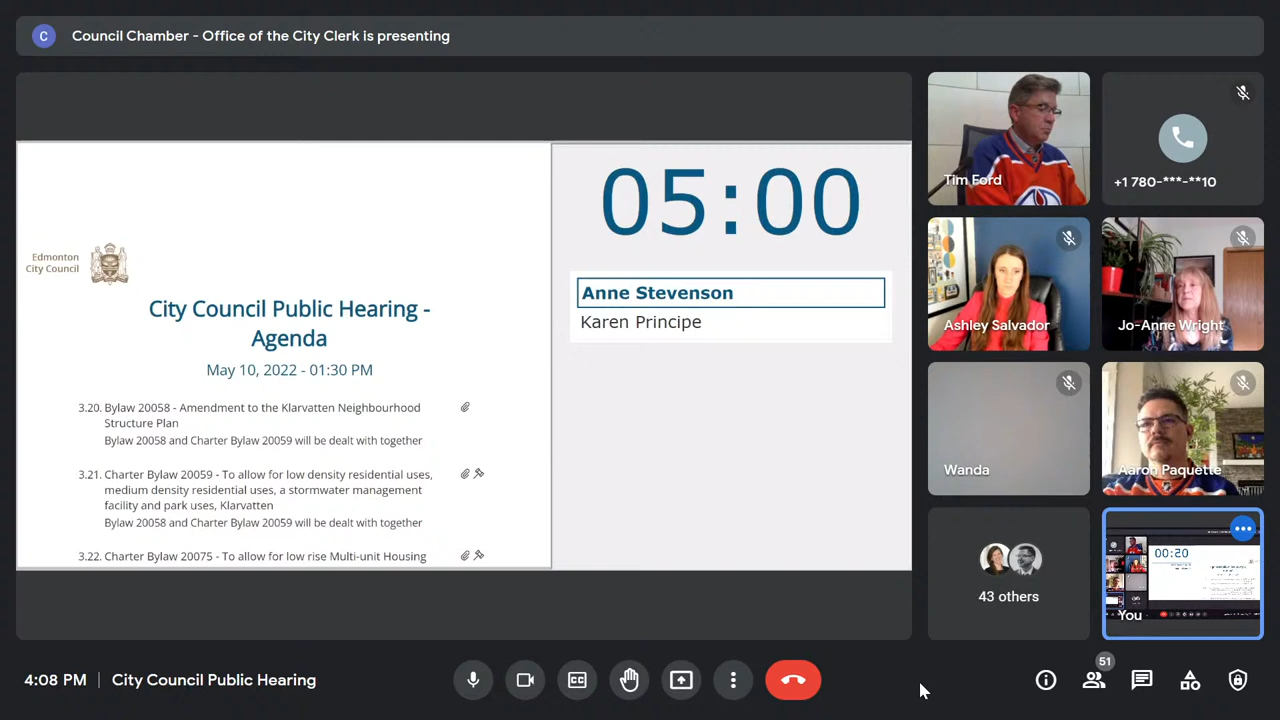 C
Council Chamber - Office of the City Clerk is presenting
Edmonton
City Council
City Council Public Hearing -
Agenda
May 10, 2022 - 01:30 PM
3.20. Bylaw 20058 - Amendment to the Klarvatten Neighbourhood
Structure Plan
Bylaw 20058 and Charter Bylaw 20059 will be dealt with together
3.21. Charter Bylaw 20059 - To allow for low density residential uses,
medium density residential uses, a stormwater management
facility and park uses, Klarvatten
Bylaw 20058 and Charter Bylaw 20059 will be dealt with together
3.22. Charter Bylaw 20075 - To allow for low rise Multi-unit Housing
05:00
Anne Stevenson
Karen Principe
Tim Ford
+1 780-***-**10
Ashley Salvador
Jo-Anne Wright
Wanda
Aaron Paquette
43 others
You
4:08 PM
City Council Public Hearing
51